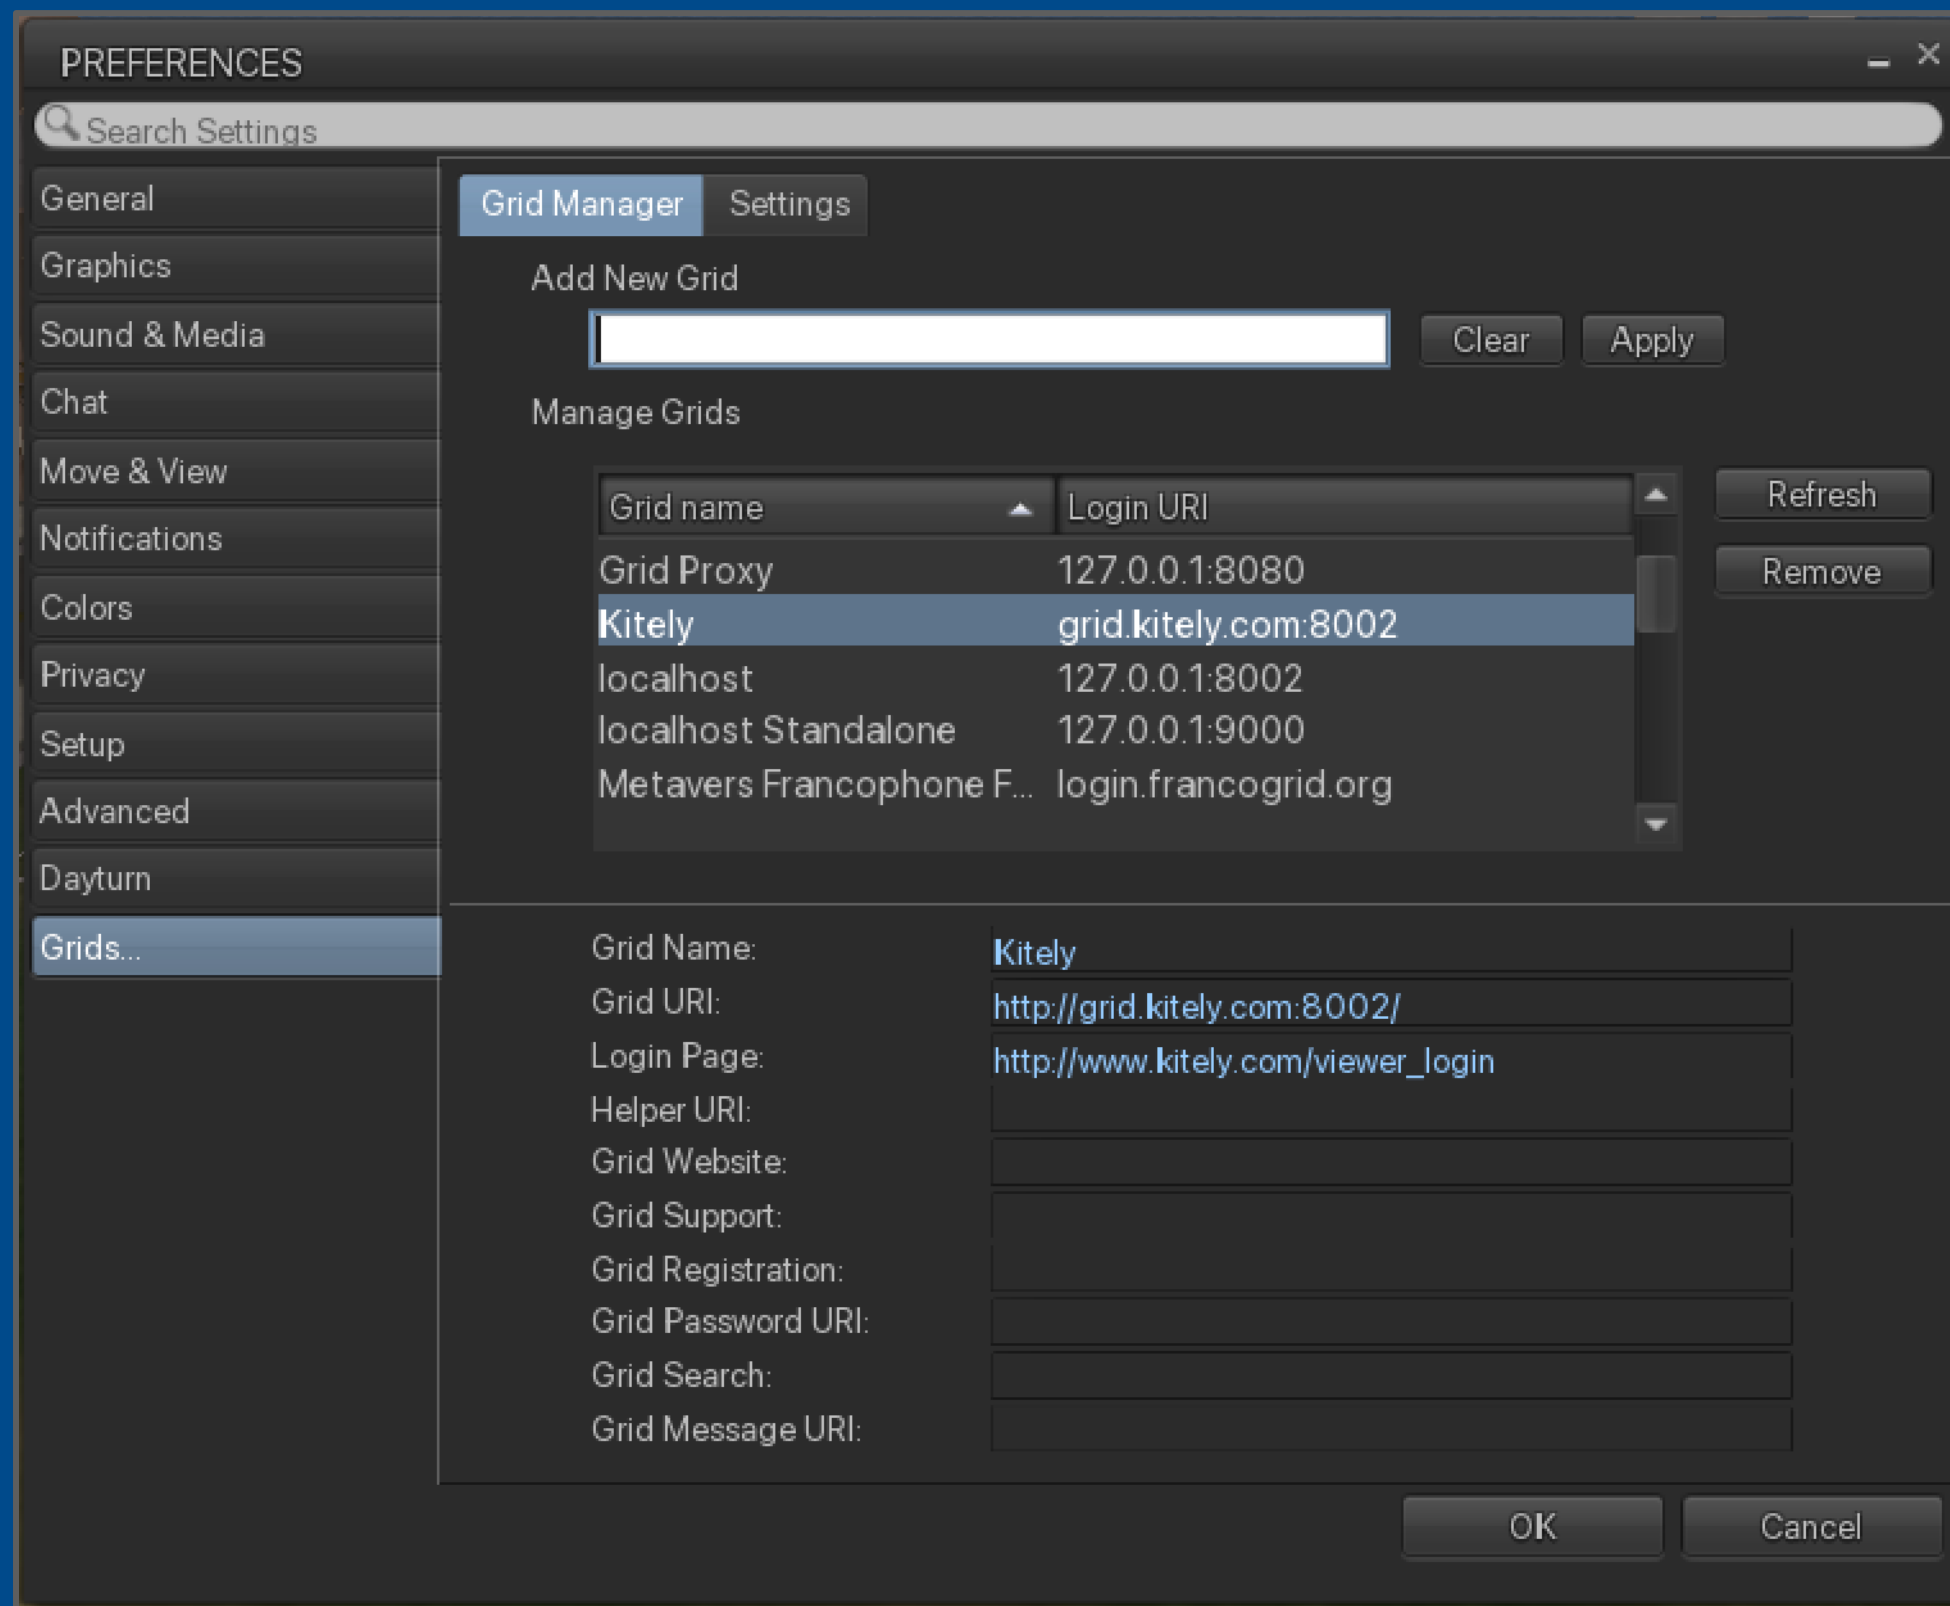 PREFERENCES
Search Settings
General
Graphics
Sound & Media
Chat
Move & View
Notifications
Colors
Privacy
Setup
Advanced
Dayturn
Grids...
Grid Manager Settings
Add New Grid
Clear Apply
Manage Grids
Grid name Login URI
Refresh
Remove
Grid Proxy 127.0.0.1:8080
Kitely grid.kitely.com:8002
localhost 127.0.0.1:8002
localhost Standalone 127.0.0.1:9000
Metavers Francophone F... login.francogrid.org
Grid Name: Kitely
Grid URI: http://grid.kitely.com:8002/
Login Page: http://www.kitely.com/viewer_login
Helper URI:
Grid Website:
Grid Support:
Grid Registration:
Grid Password URI:
Grid Search:
Grid Message URI:
OK Cancel